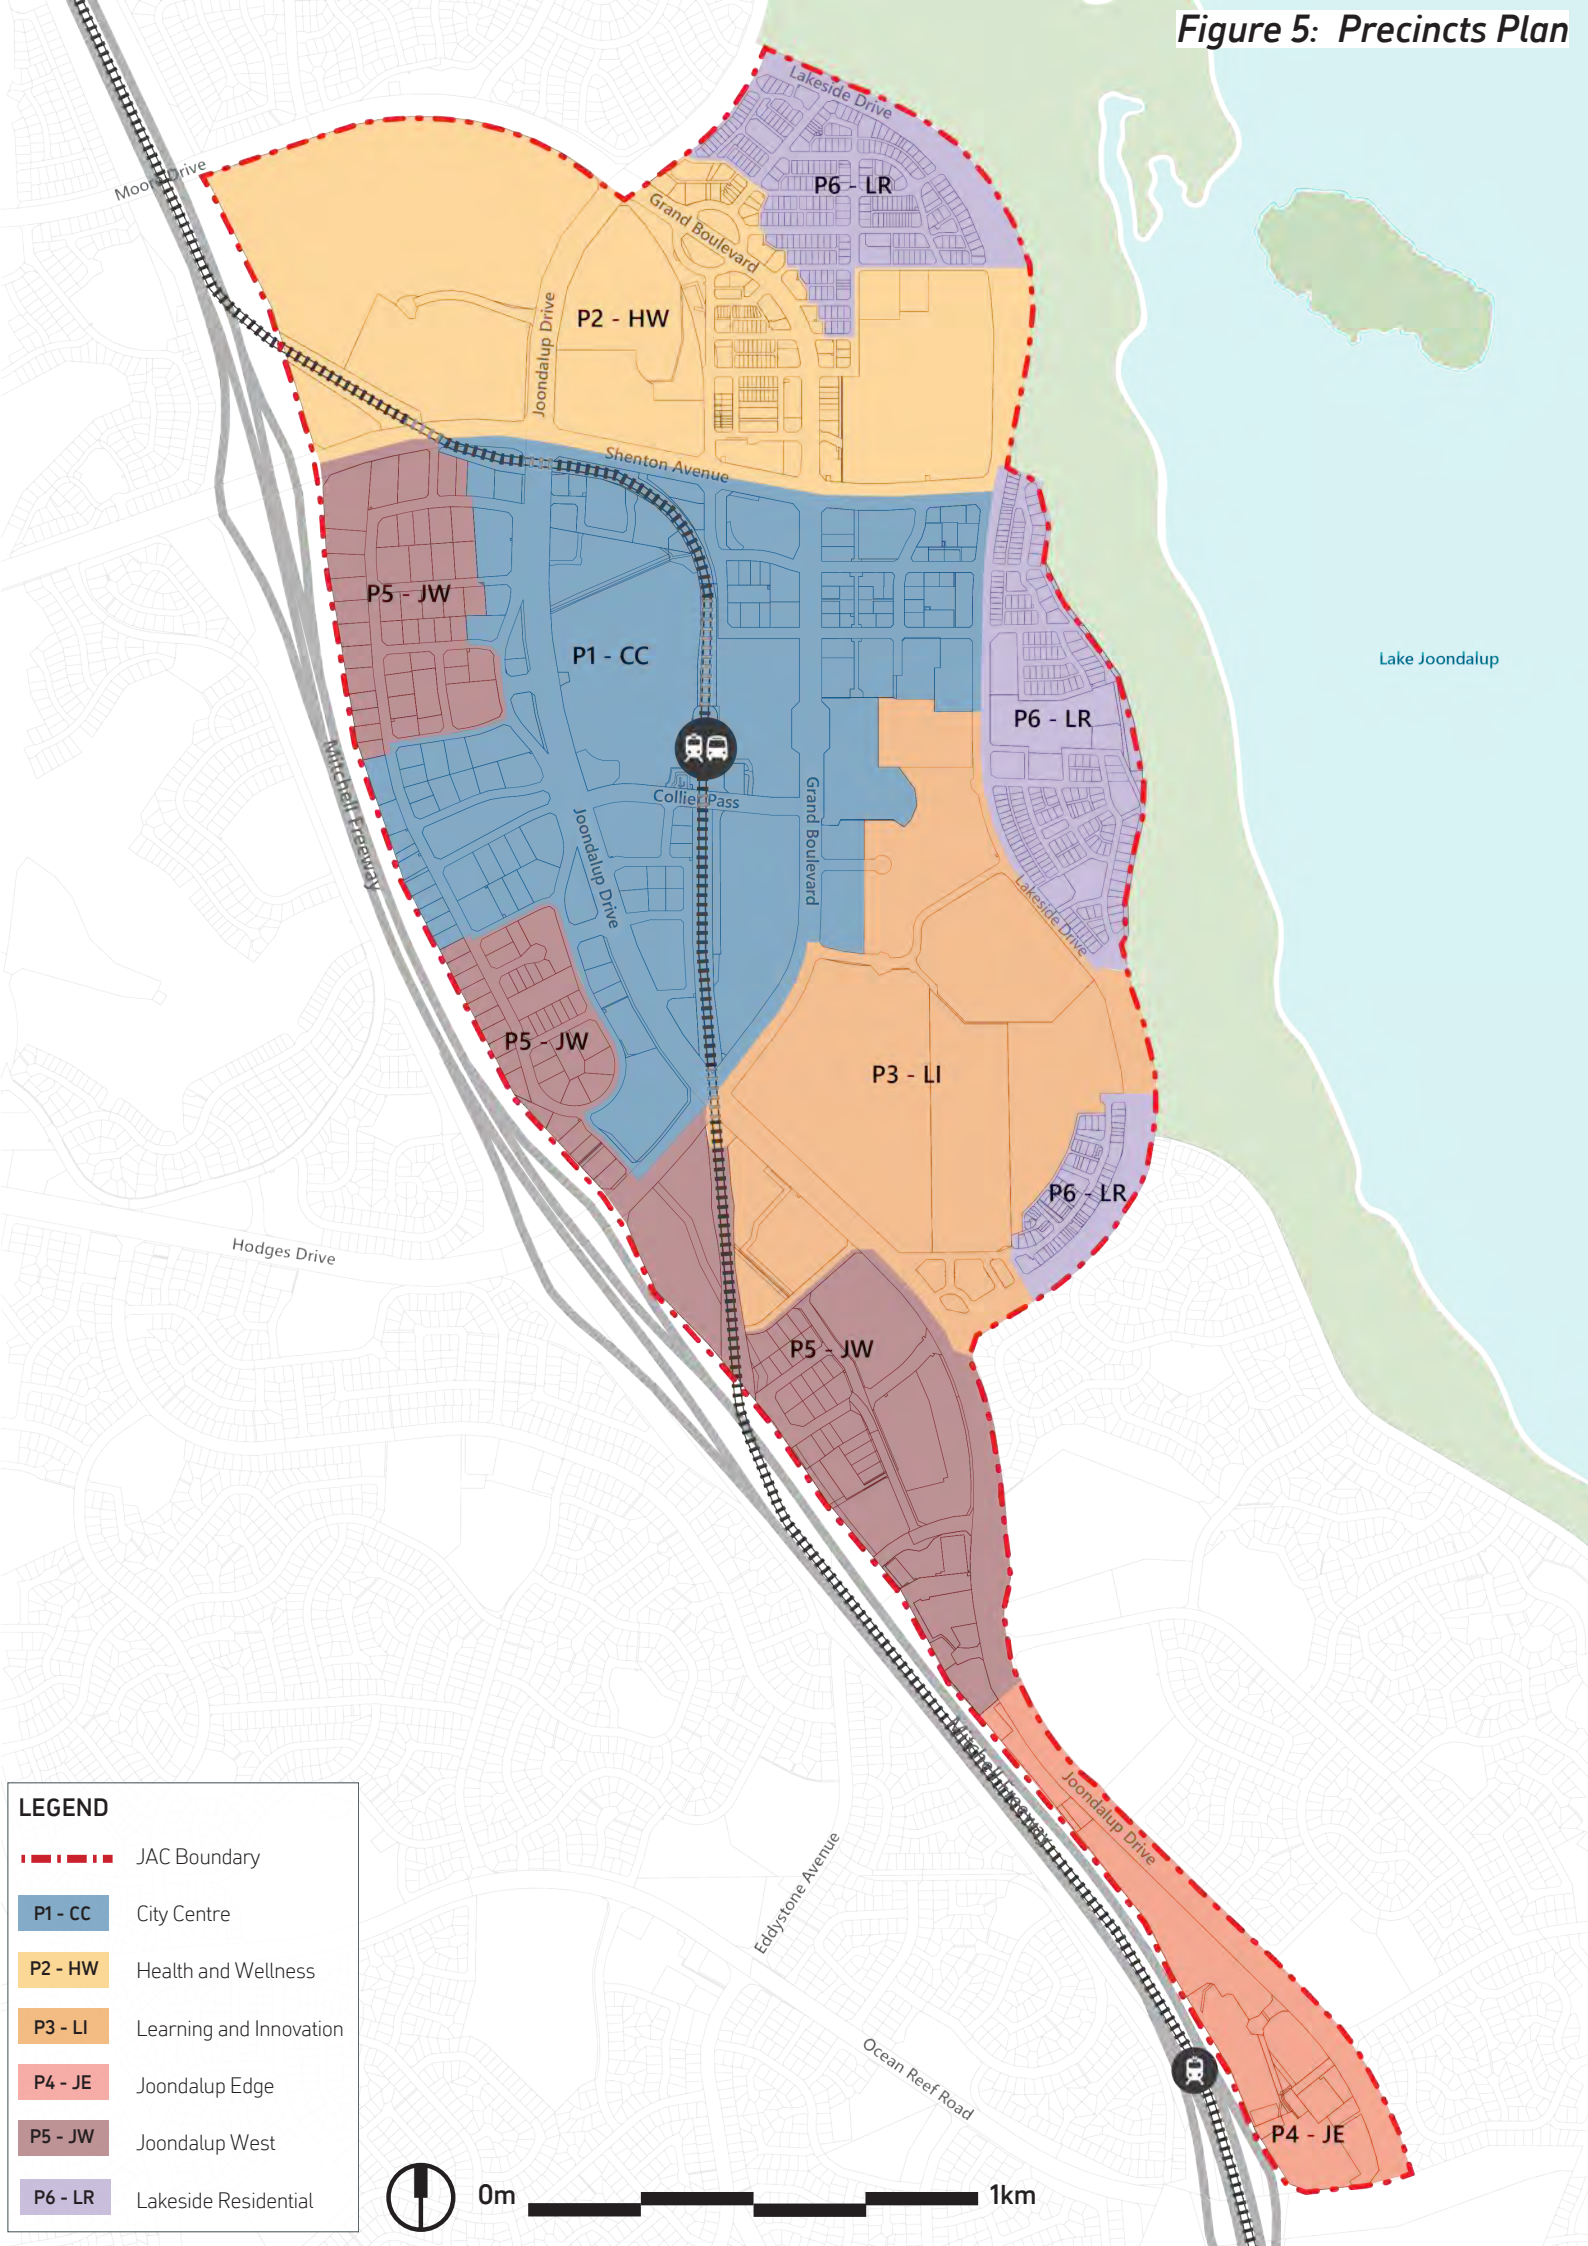 Figure 5: Precincts Plan
Lakeside Drive
Moore Drive
P6 - LR
Grand Boulevard
P2 - HW
Joondalup Drive
Shenton Avenue
P5 - JW
P1 - CC
Lake Joondalup
P6 - LR
Mitchell Freeway
Collier Pass
Grand Boulevard
Joondalup Drive
Lakeside Drive
P5 - JW
P3 - LI
P6 - LR
Hodges Drive
P5 - JW
Mitchell Freeway
Joondalup Drive
Eddystone Avenue
Ocean Reef Road
P4 - JE
LEGEND
JAC Boundary
P1 - CC City Centre
P2 - HW Health and Wellness
P3 - LI Learning and Innovation
P4 - JE Joondalup Edge
P5 - JW Joondalup West
P6 - LR Lakeside Residential
0m 1km